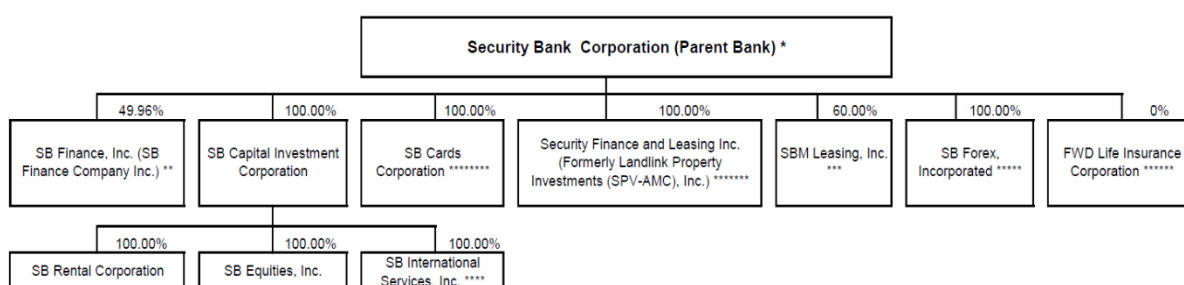 Security Bank  Corporation (Parent Bank) *
49.96%
100.00%
100.00%
100.00%
60.00%
100.00%
0%
SB Finance, Inc. (SB
Finance Company Inc.) **
SB Capital Investment
Corporation
SB Cards
Corporation ********
Security Finance and Leasing Inc.
(Formerly Landlink Property
Investments (SPV-AMC), Inc.) *******
SBM Leasing, Inc.
***
SB Forex,
Incorporated *****
FWD Life Insurance
Corporation ******
100.00%
100.00%
100.00%
SB Rental Corporation
SB Equities, Inc.
SB International
Services, Inc. ****